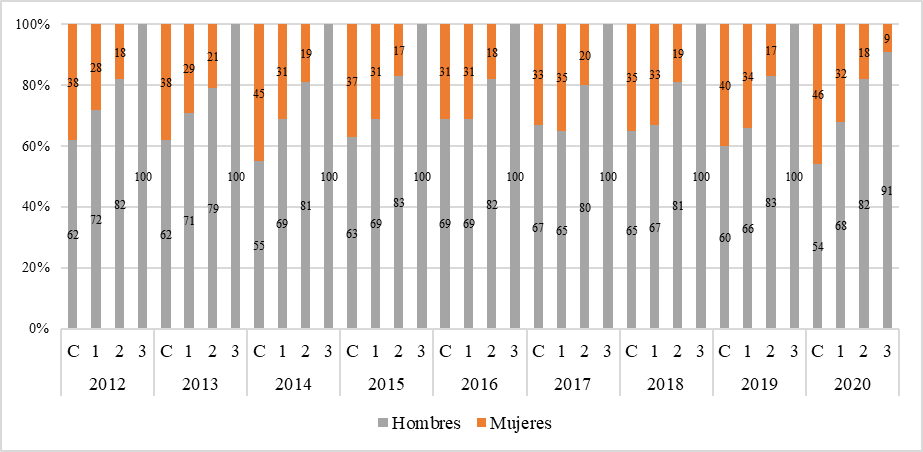 100%
80%
60%
40%
20%
0%
38 28 18 38 29 21 45 31 19 37 31 17 31 31 18 33 35 20 35 33 19 40 34 17 46 32 18 9
62 72 82 100 62 71 79 100 55 69 81 100 63 69 83 100 69 69 82 100 67 65 80 100 65 67 81 100 60 66 83 100 54 68 82 91
C 1 2 3 C 1 2 3 C 1 2 3 C 1 2 3 C 1 2 3 C 1 2 3 C 1 2 3 C 1 2 3 C 1 2 3
2012 2013 2014 2015 2016 2017 2018 2019 2020
Hombres Mujeres